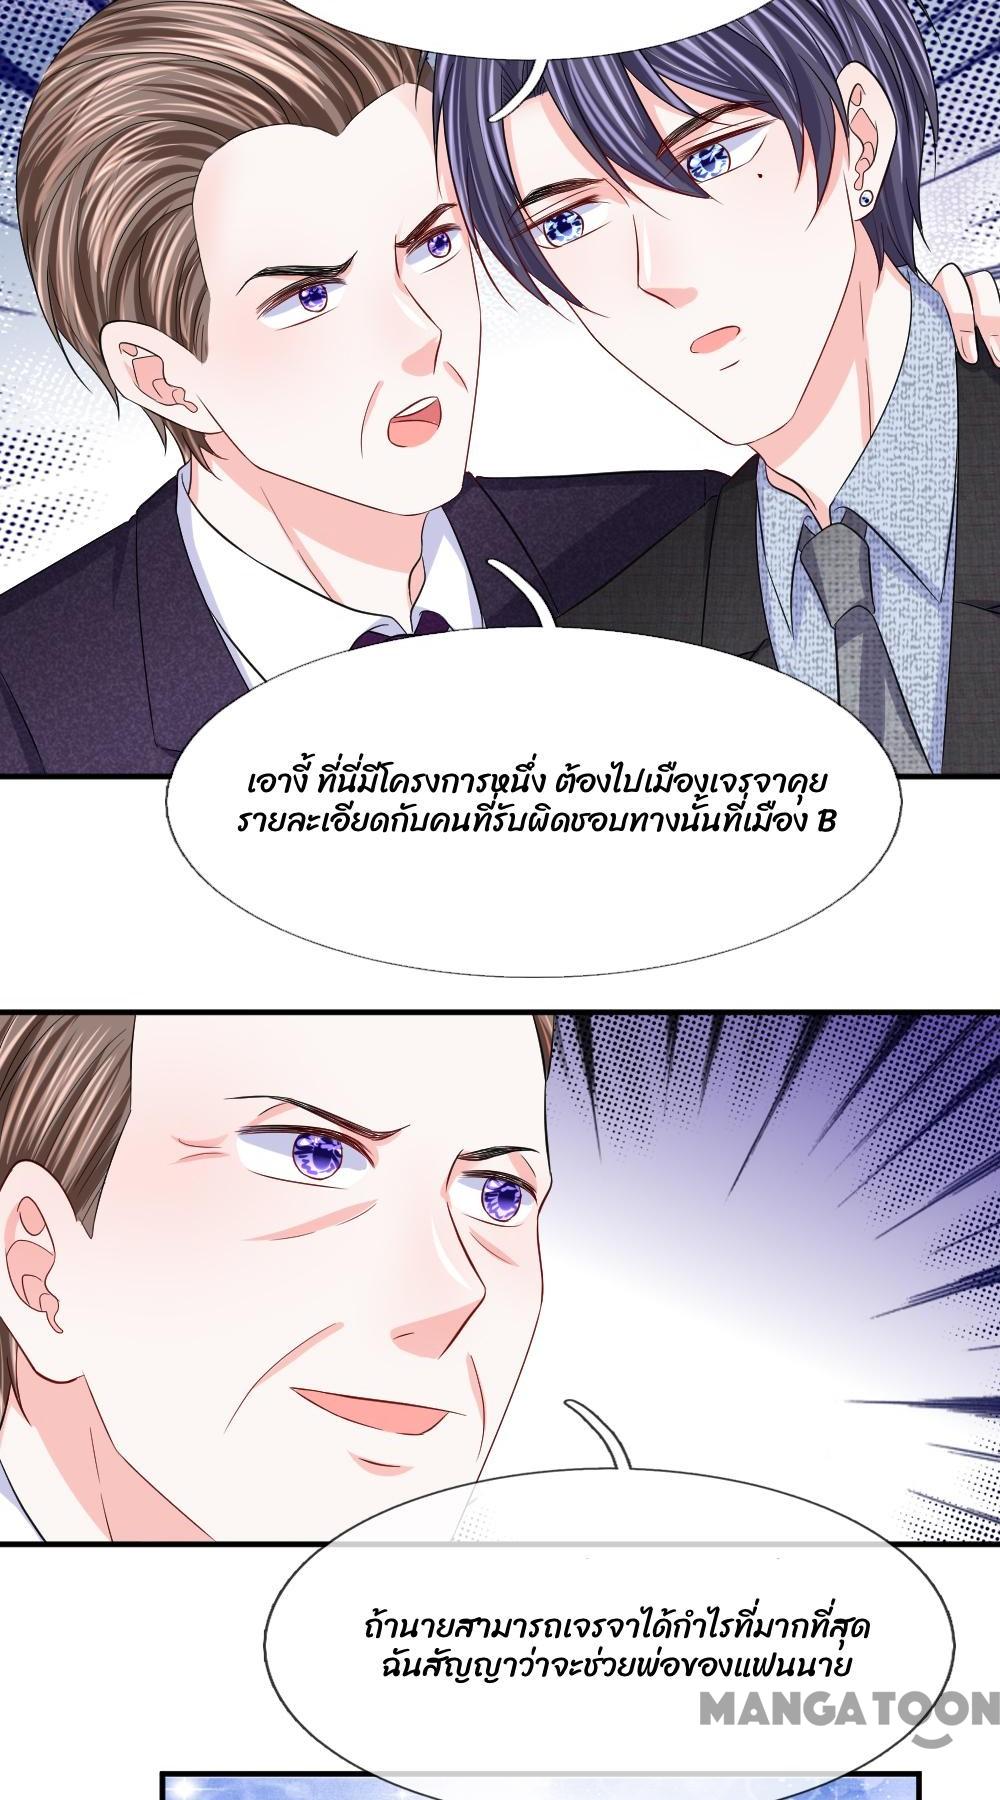 เอางี้ ที่นี่มีโครงการหนึ่ง ต้องไปเมืองเจรจาคุย
รายละเอียดกับคนที่รับผิดชอบทางนั้นที่เมือง B
ถ้านายสามารถเจรจาได้กำไรที่มากที่สุด
ฉันสัญญาว่าจะช่วยพ่อของแฟนนาย
MANGATOON